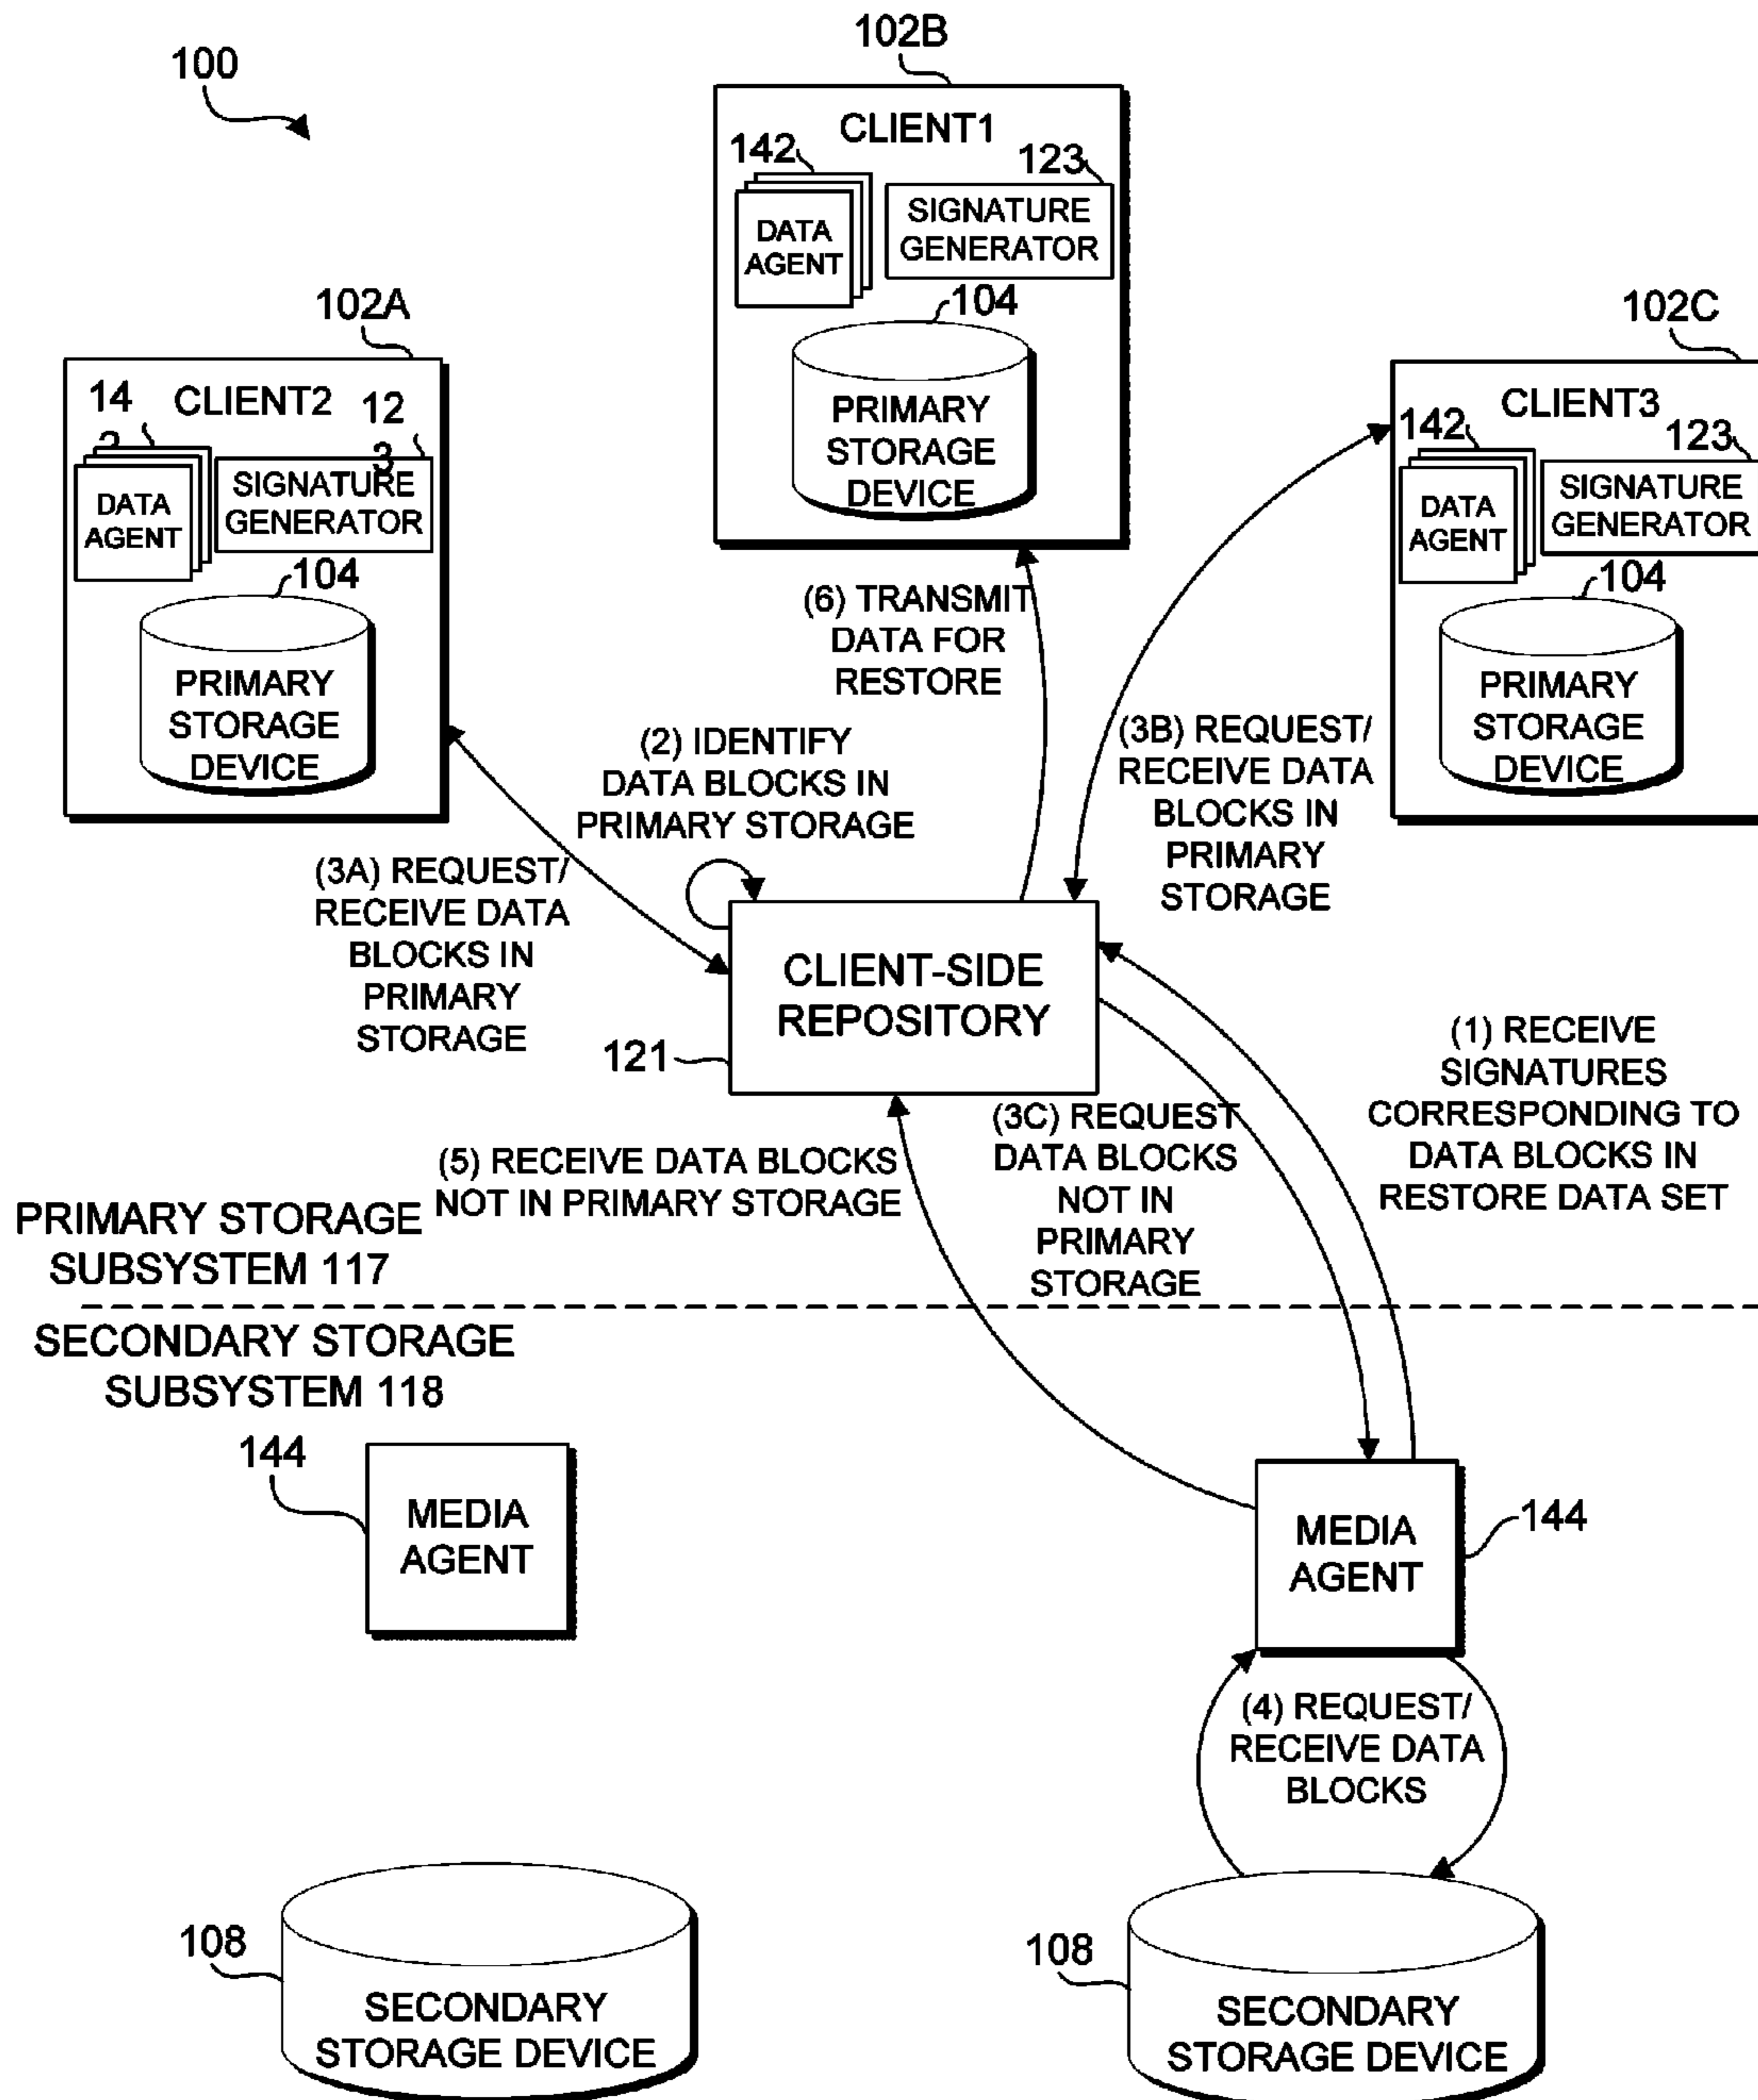 102B
100
CLIENT1
142
123
DATA
AGENT
SIGNATURE
GENERATOR
104
PRIMARY
STORAGE
DEVICE
102A
CLIENT2
14
2
12
3
DATA
AGENT
SIGNATURE
GENERATOR
104
PRIMARY
STORAGE
DEVICE
102C
CLIENT3
142
123
DATA
AGENT
SIGNATURE
GENERATOR
104
PRIMARY
STORAGE
DEVICE
(6) TRANSMIT
DATA FOR
RESTORE
(2) IDENTIFY
DATA BLOCKS IN
PRIMARY STORAGE
(3B) REQUEST/
RECEIVE DATA
BLOCKS IN
PRIMARY
STORAGE
(3A) REQUEST/
RECEIVE DATA
BLOCKS IN
PRIMARY
STORAGE
CLIENT-SIDE
REPOSITORY
121
(1) RECEIVE
SIGNATURES
CORRESPONDING TO
DATA BLOCKS IN
RESTORE DATA SET
(3C) REQUEST
DATA BLOCKS
NOT IN
PRIMARY
STORAGE
(5) RECEIVE DATA BLOCKS
NOT IN PRIMARY STORAGE
PRIMARY STORAGE
SUBSYSTEM 117
SECONDARY STORAGE
SUBSYSTEM 118
144
MEDIA
AGENT
MEDIA
AGENT
144
(4) REQUEST/
RECEIVE DATA
BLOCKS
108
SECONDARY
STORAGE DEVICE
108
SECONDARY
STORAGE DEVICE